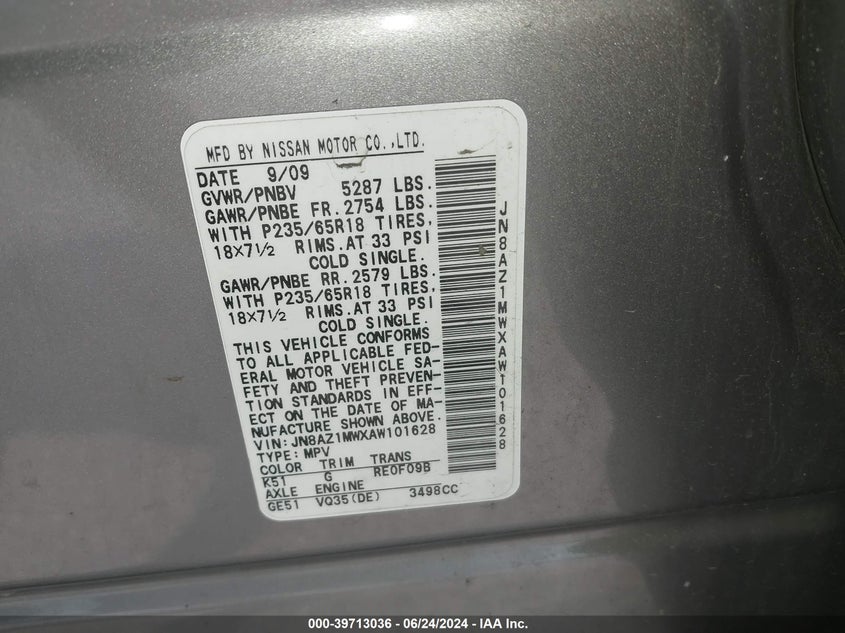 MFD BY NISSAN MOTOR CO.,LTD.
DATE 9/09
GVWR/PNBV 5287 LBS.
GAWR/PNBE FR. 2754 LBS.
WITH P235/65R18 TIRES,
18X7½ RIMS.AT 33 PSI
COLD SINGLE.
GAWR/PNBE RR. 2579 LBS.
WITH P235/65R18 TIRES,
18X7½ RIMS.AT 33 PSI
COLD SINGLE.
THIS VEHICLE CONFORMS
TO ALL APPLICABLE FED-
ERAL MOTOR VEHICLE SA-
FETY AND THEFT PREVEN-
TION STANDARDS IN EFF-
ECT ON THE DATE OF MA-
NUFACTURE SHOWN ABOVE.
VIN: JN8AZ1MWXAW101628
TYPE: MPV
COLOR TRIM TRANS
K51 G RE0F09B
AXLE ENGINE
GE51 VQ35(DE) 3498CC
JN8AZ1MWXAW101628
000-39713036 / 06/24/2024 - IAA Inc.